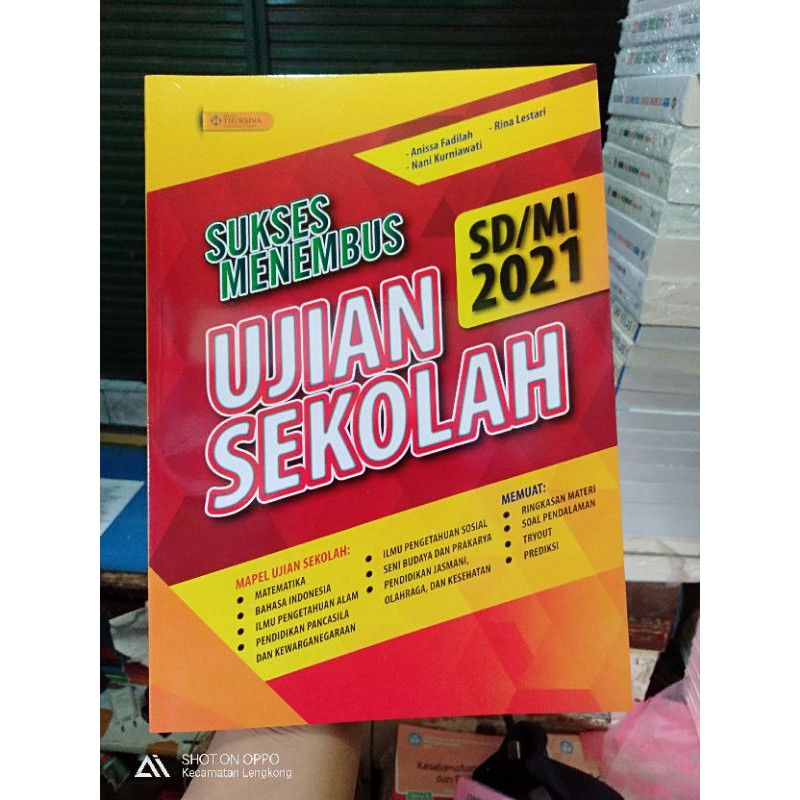 THURSINA
- Anissa Fadilah
- Rina Lestari
- Nani Kurniawati
SUKSES
MENEMBUS
SD/MI
2021
UJIAN
SEKOLAH
MAPEL UJIAN SEKOLAH:
MATEMATIKA
BAHASA INDONESIA
ILMU PENGETAHUAN ALAM
PENDIDIKAN PANCASILA
DAN KEWARGANEGARAAN
ILMU PENGETAHUAN SOSIAL
SENI BUDAYA DAN PRAKARYA
PENDIDIKAN JASMANI,
OLAHRAGA, DAN KESEHATAN
MEMUAT:
RINGKASAN MATERI
SOAL PENDALAMAN
TRYOUT
PREDIKSI
SHOT ON OPPO
Kecamatan Lengkong